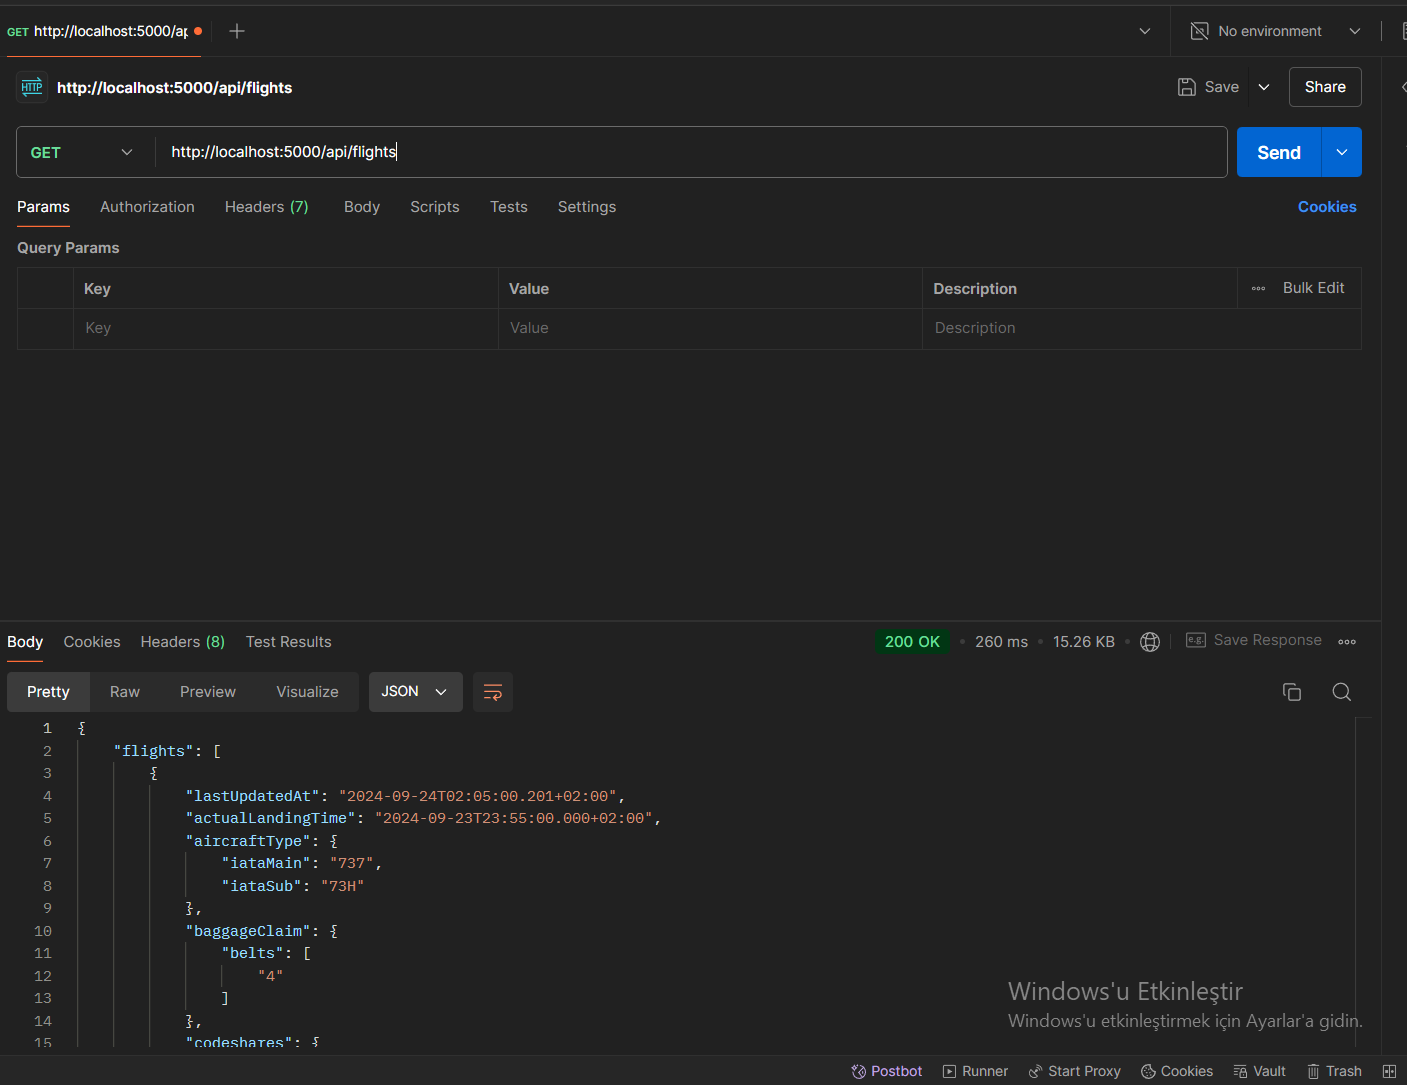 GET http://localhost:5000/ap
No environment
HTTP http://localhost:5000/api/flights
Save
Share
GET http://localhost:5000/api/flights
Send
Params Authorization Headers (7) Body Scripts Tests Settings Cookies
Query Params
Key Value Description Bulk Edit
Key Value Description
Body Cookies Headers (8) Test Results 200 OK 260 ms 15.26 KB e.g. Save Response
Pretty Raw Preview Visualize JSON
1 {
2 "flights": [
3 {
4 "lastUpdatedAt": "2024-09-24T02:05:00.201+02:00",
5 "actualLandingTime": "2024-09-23T23:55:00.000+02:00",
6 "aircraftType": {
7 "iataMain": "737",
8 "iataSub": "73H"
9 },
10 "baggageClaim": {
11 "belts": [
12 "4"
13 ]
14 },
15 "codeshares": {
Windows'u Etkinleştir
Windows'u etkinleştirmek için Ayarlar'a gidin.
Postbot Runner Start Proxy Cookies Vault Trash